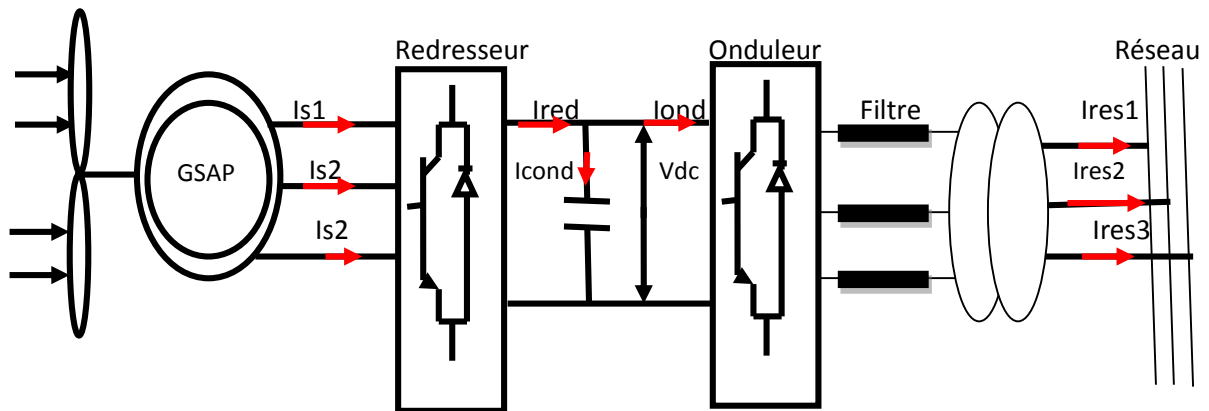 Redresseur
Onduleur
Réseau
Is1
Ired
Iond
Filtre
Ires1
GSAP
Is2
Icond
Vdc
Ires2
Is2
Ires3